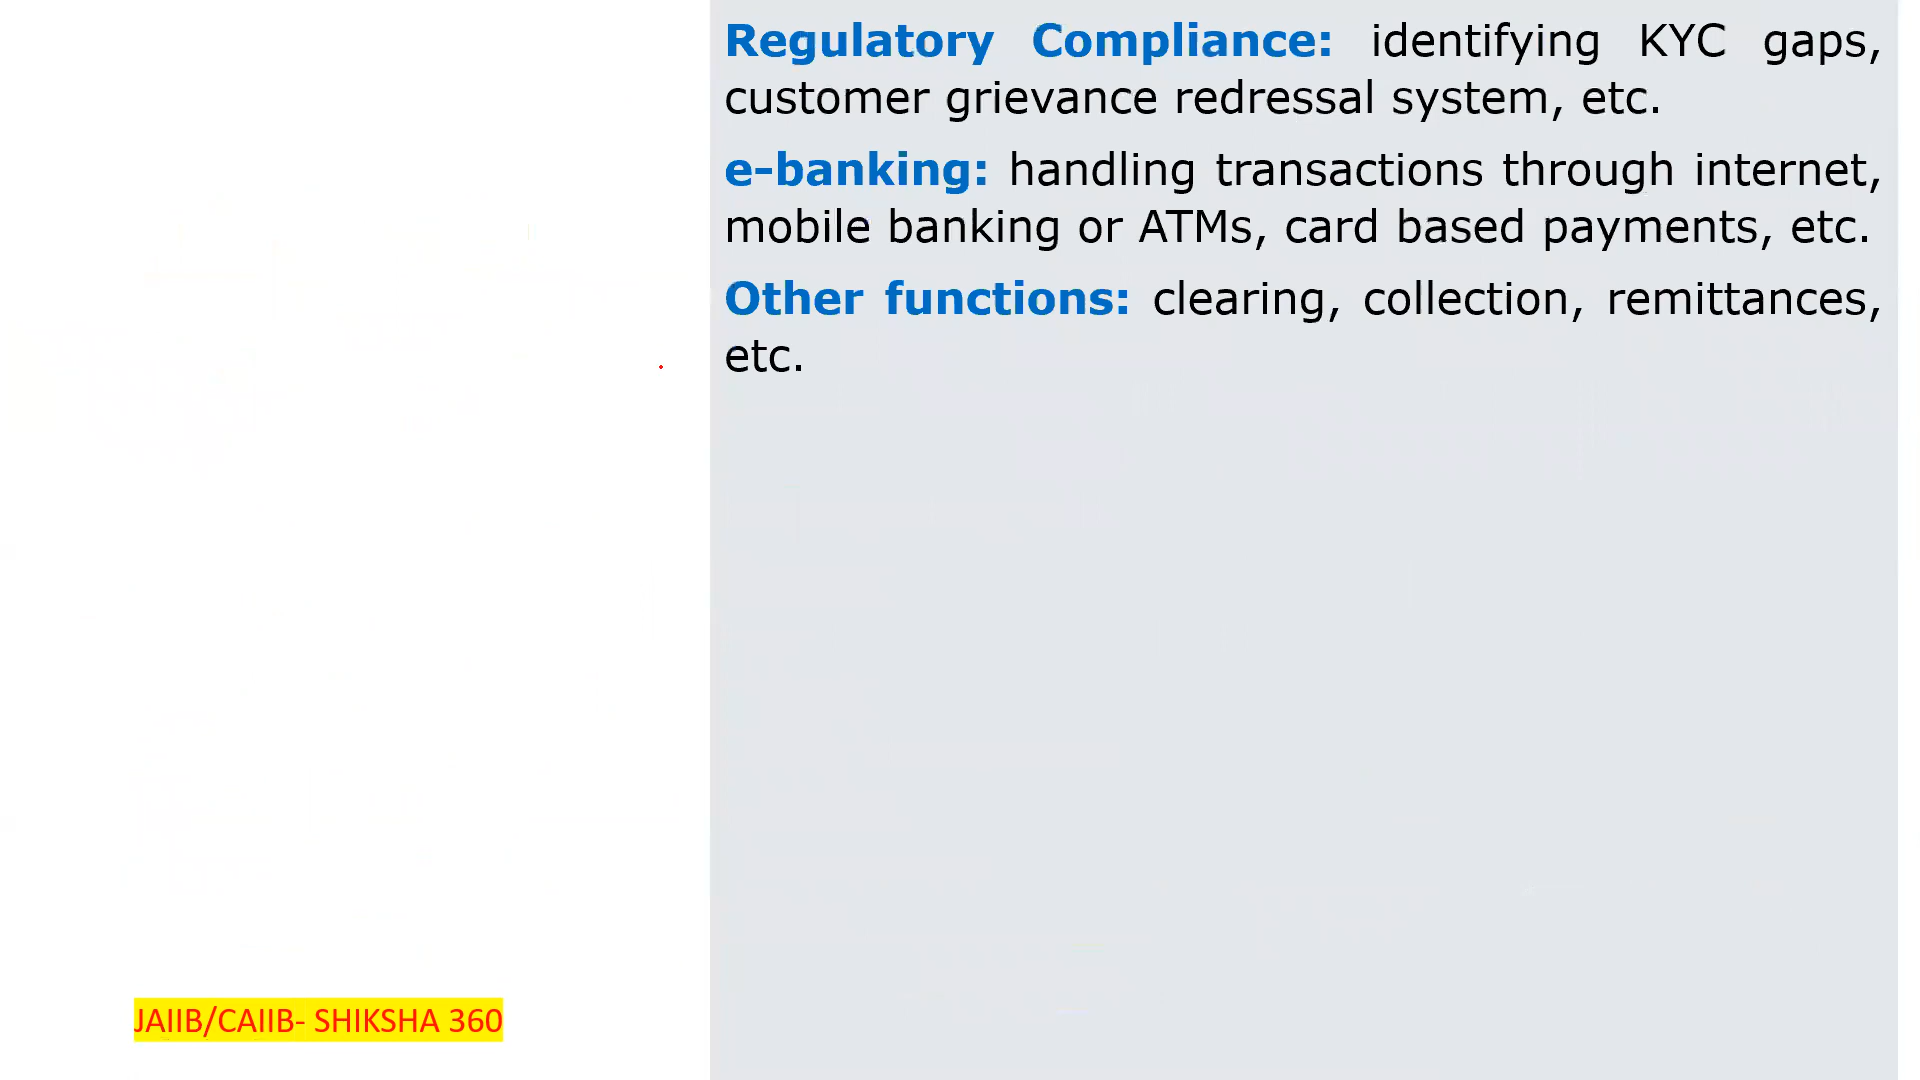 Regulatory Compliance: identifying KYC gaps,
customer grievance redressal system, etc.
e-banking: handling transactions through internet,
mobile banking or ATMs, card based payments, etc.
Other functions: clearing, collection, remittances,
etc.
JAIIB/CAIIB- SHIKSHA 360